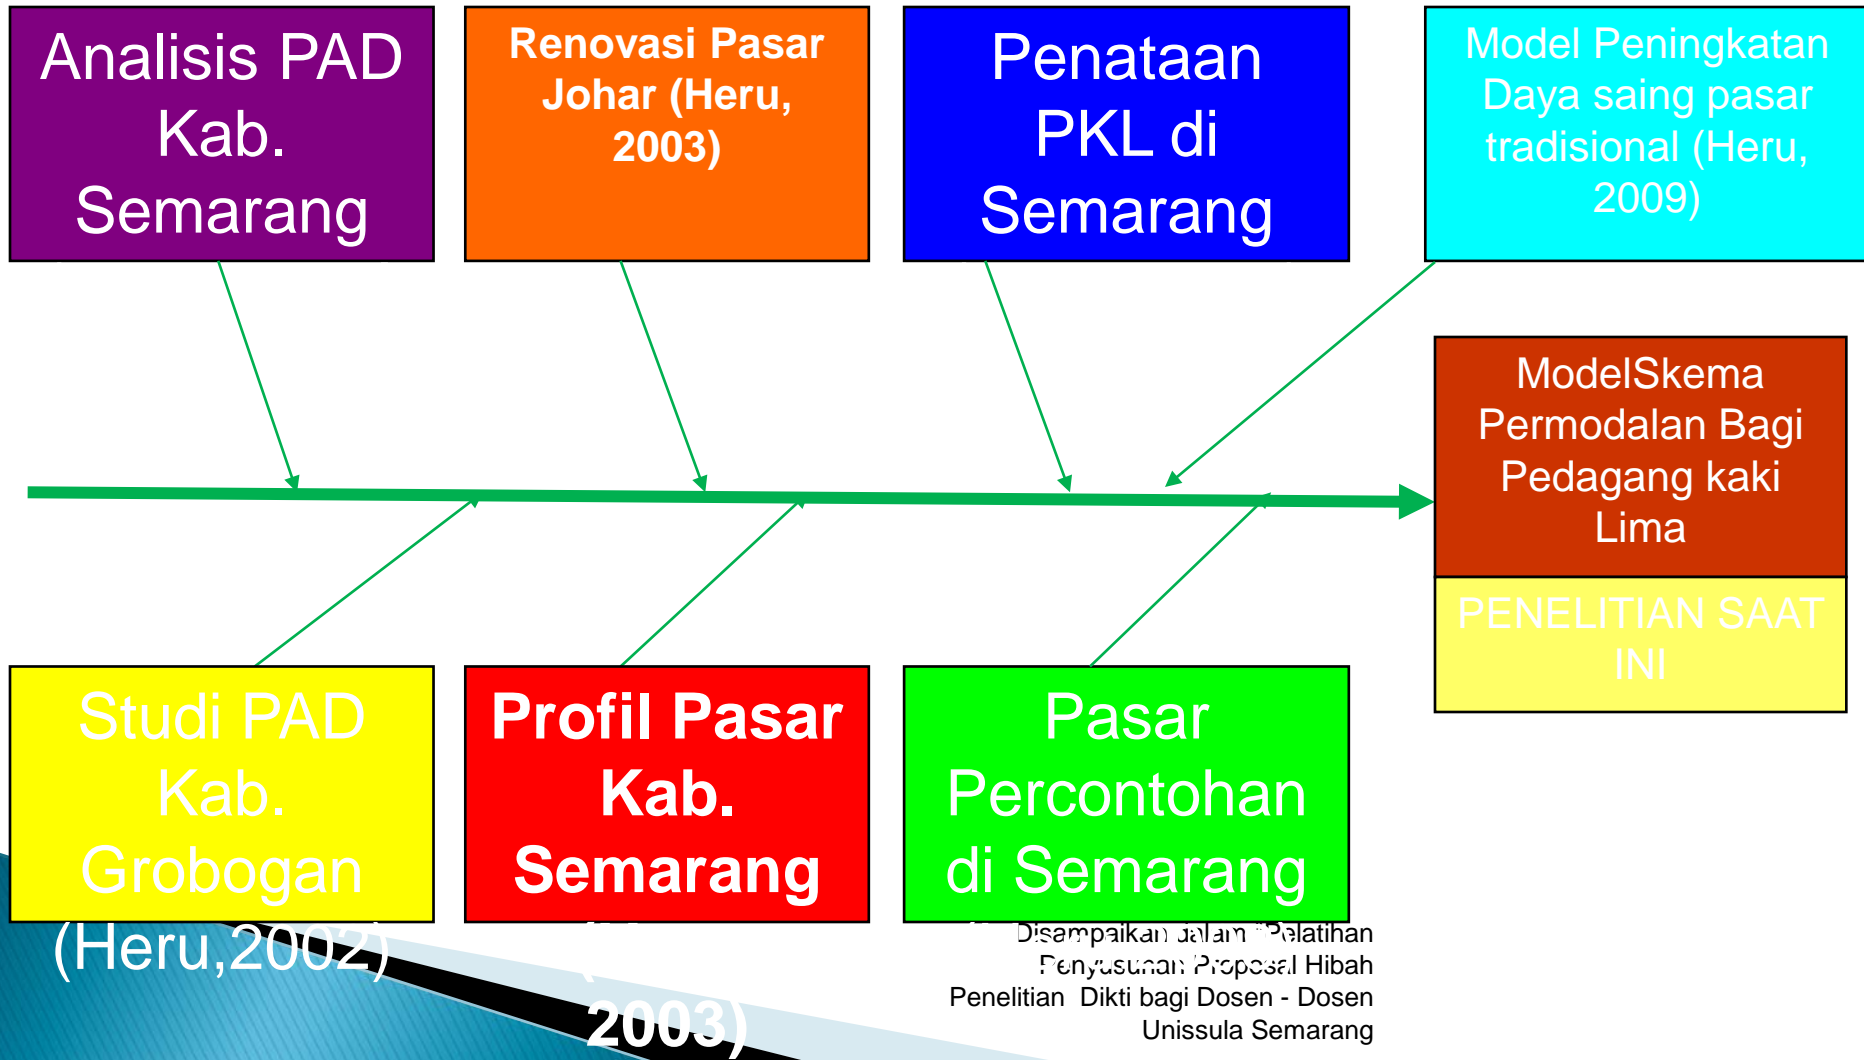 Analisis PAD
Kab.
Semarang
Renovasi Pasar
Johar (Heru,
2003)
Penataan
PKL di
Semarang
Model Peningkatan
Daya saing pasar
tradisional (Heru,
2009)
ModelSkema
Permodalan Bagi
Pedagang kaki
Lima
PENELITIAN SAAT
INI
Studi PAD
Kab.
Grobogan
(Heru,2002)
Profil Pasar
Kab.
Semarang
2003)
Pasar
Percontohan
di Semarang
Disampaikan dalam "Pelatihan
Penyusunan Proposal Hibah
Penelitian  Dikti bagi Dosen - Dosen
Unissula Semarang